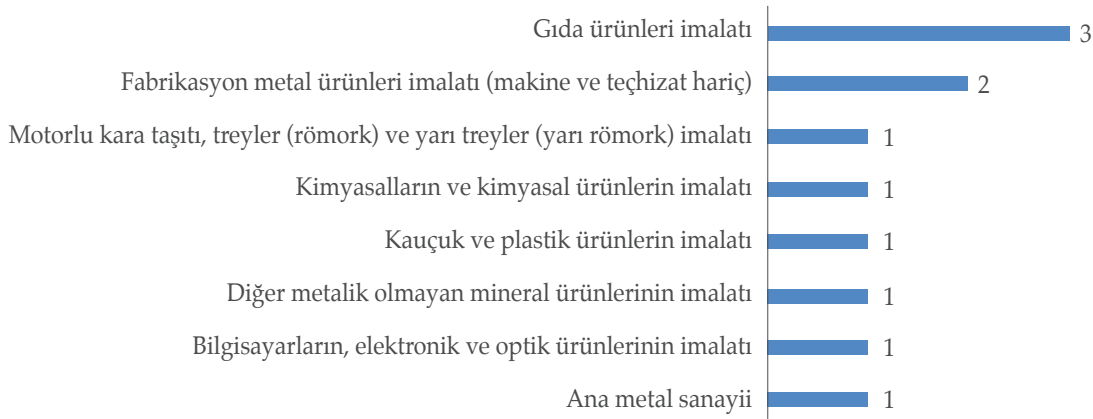 Gıda ürünleri imalatı 3
Fabrikasyon metal ürünleri imalatı (makine ve teçhizat hariç) 2
Motorlu kara taşıtı, treyler (römork) ve yarı treyler (yarı römork) imalatı 1
Kimyasalların ve kimyasal ürünlerin imalatı 1
Kauçuk ve plastik ürünlerin imalatı 1
Diğer metalik olmayan mineral ürünlerinin imalatı 1
Bilgisayarların, elektronik ve optik ürünlerinin imalatı 1
Ana metal sanayii 1